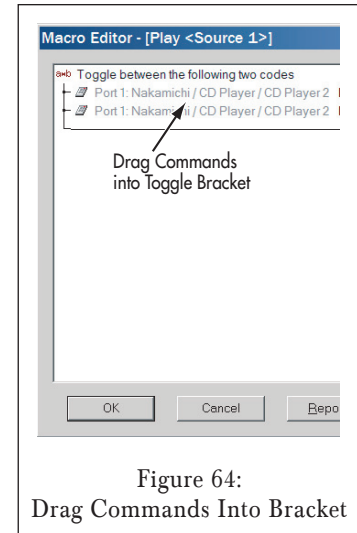 Macro Editor - [Play <Source 1>]
a↔b Toggle between the following two codes
Port 1: Nakamichi / CD Player / CD Player 2
Port 1: Nakamichi / CD Player / CD Player 2
Drag Commands
into Toggle Bracket
OK Cancel Repo
Figure 64:
Drag Commands Into Bracket